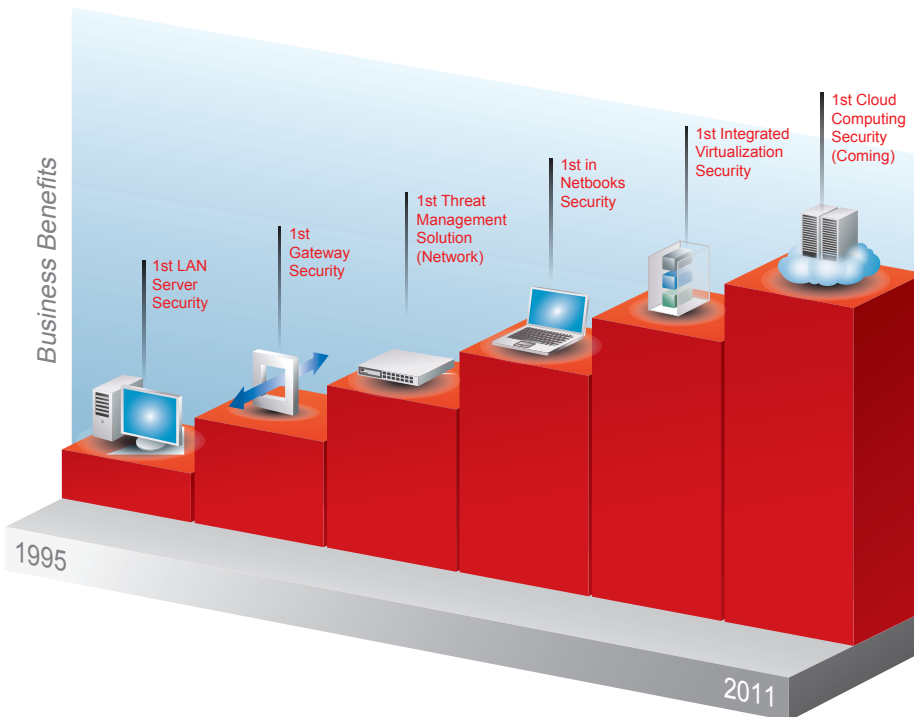 Business Benefits
1st LAN
Server
Security
1st
Gateway
Security
1st Threat
Management
Solution
(Network)
1st in
Netbooks
Security
1st Integrated
Virtualization
Security
1st Cloud
Computing
Security
(Coming)
1995
2011